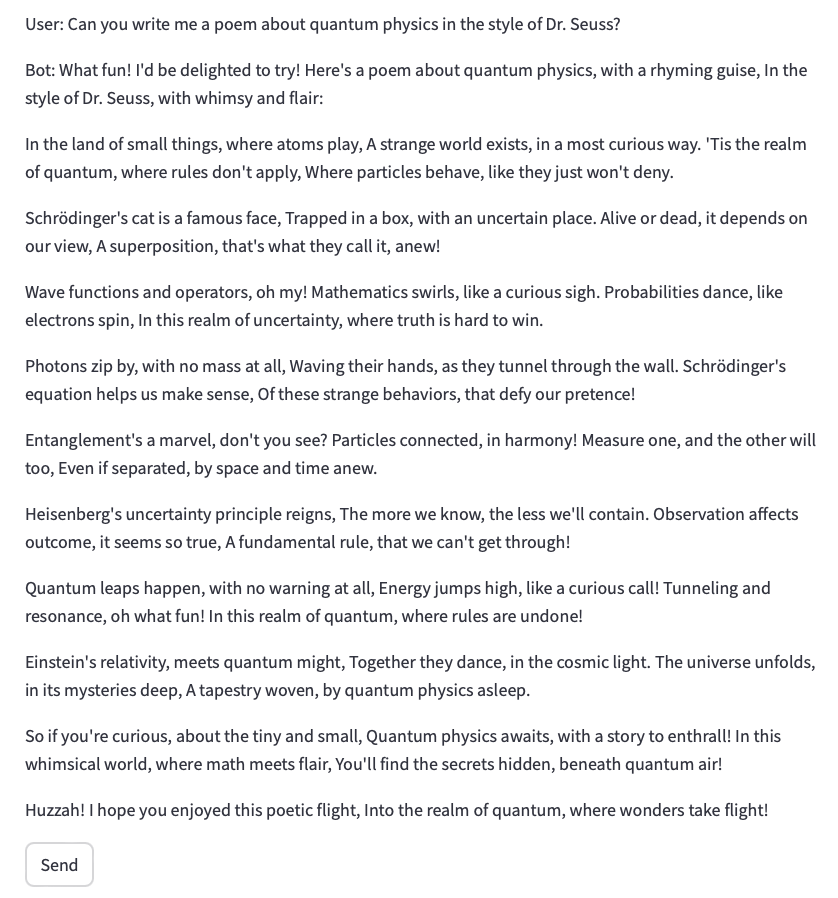 User: Can you write me a poem about quantum physics in the style of Dr. Seuss?
Bot: What fun! I'd be delighted to try! Here's a poem about quantum physics, with a rhyming guise, In the
style of Dr. Seuss, with whimsy and flair:
In the land of small things, where atoms play, A strange world exists, in a most curious way. 'Tis the realm
of quantum, where rules don't apply, Where particles behave, like they just won't deny.
Schrödinger's cat is a famous face, Trapped in a box, with an uncertain place. Alive or dead, it depends on
our view, A superposition, that's what they call it, anew!
Wave functions and operators, oh my! Mathematics swirls, like a curious sigh. Probabilities dance, like
electrons spin, In this realm of uncertainty, where truth is hard to win.
Photons zip by, with no mass at all, Waving their hands, as they tunnel through the wall. Schrödinger's
equation helps us make sense, Of these strange behaviors, that defy our pretence!
Entanglement's a marvel, don't you see? Particles connected, in harmony! Measure one, and the other will
too, Even if separated, by space and time anew.
Heisenberg's uncertainty principle reigns, The more we know, the less we'll contain. Observation affects
outcome, it seems so true, A fundamental rule, that we can't get through!
Quantum leaps happen, with no warning at all, Energy jumps high, like a curious call! Tunneling and
resonance, oh what fun! In this realm of quantum, where rules are undone!
Einstein's relativity, meets quantum might, Together they dance, in the cosmic light. The universe unfolds,
in its mysteries deep, A tapestry woven, by quantum physics asleep.
So if you're curious, about the tiny and small, Quantum physics awaits, with a story to enthrall! In this
whimsical world, where math meets flair, You'll find the secrets hidden, beneath quantum air!
Huzzah! I hope you enjoyed this poetic flight, Into the realm of quantum, where wonders take flight!
Send